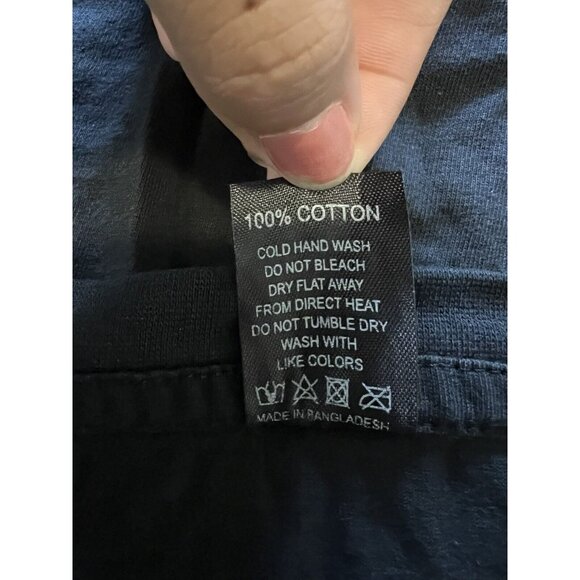 100% COTTON
COLD HAND WASH
DO NOT BLEACH
DRY FLAT AWAY
FROM DIRECT HEAT
DO NOT TUMBLE DRY
WASH WITH
LIKE COLORS
MADE IN BANGLADESH